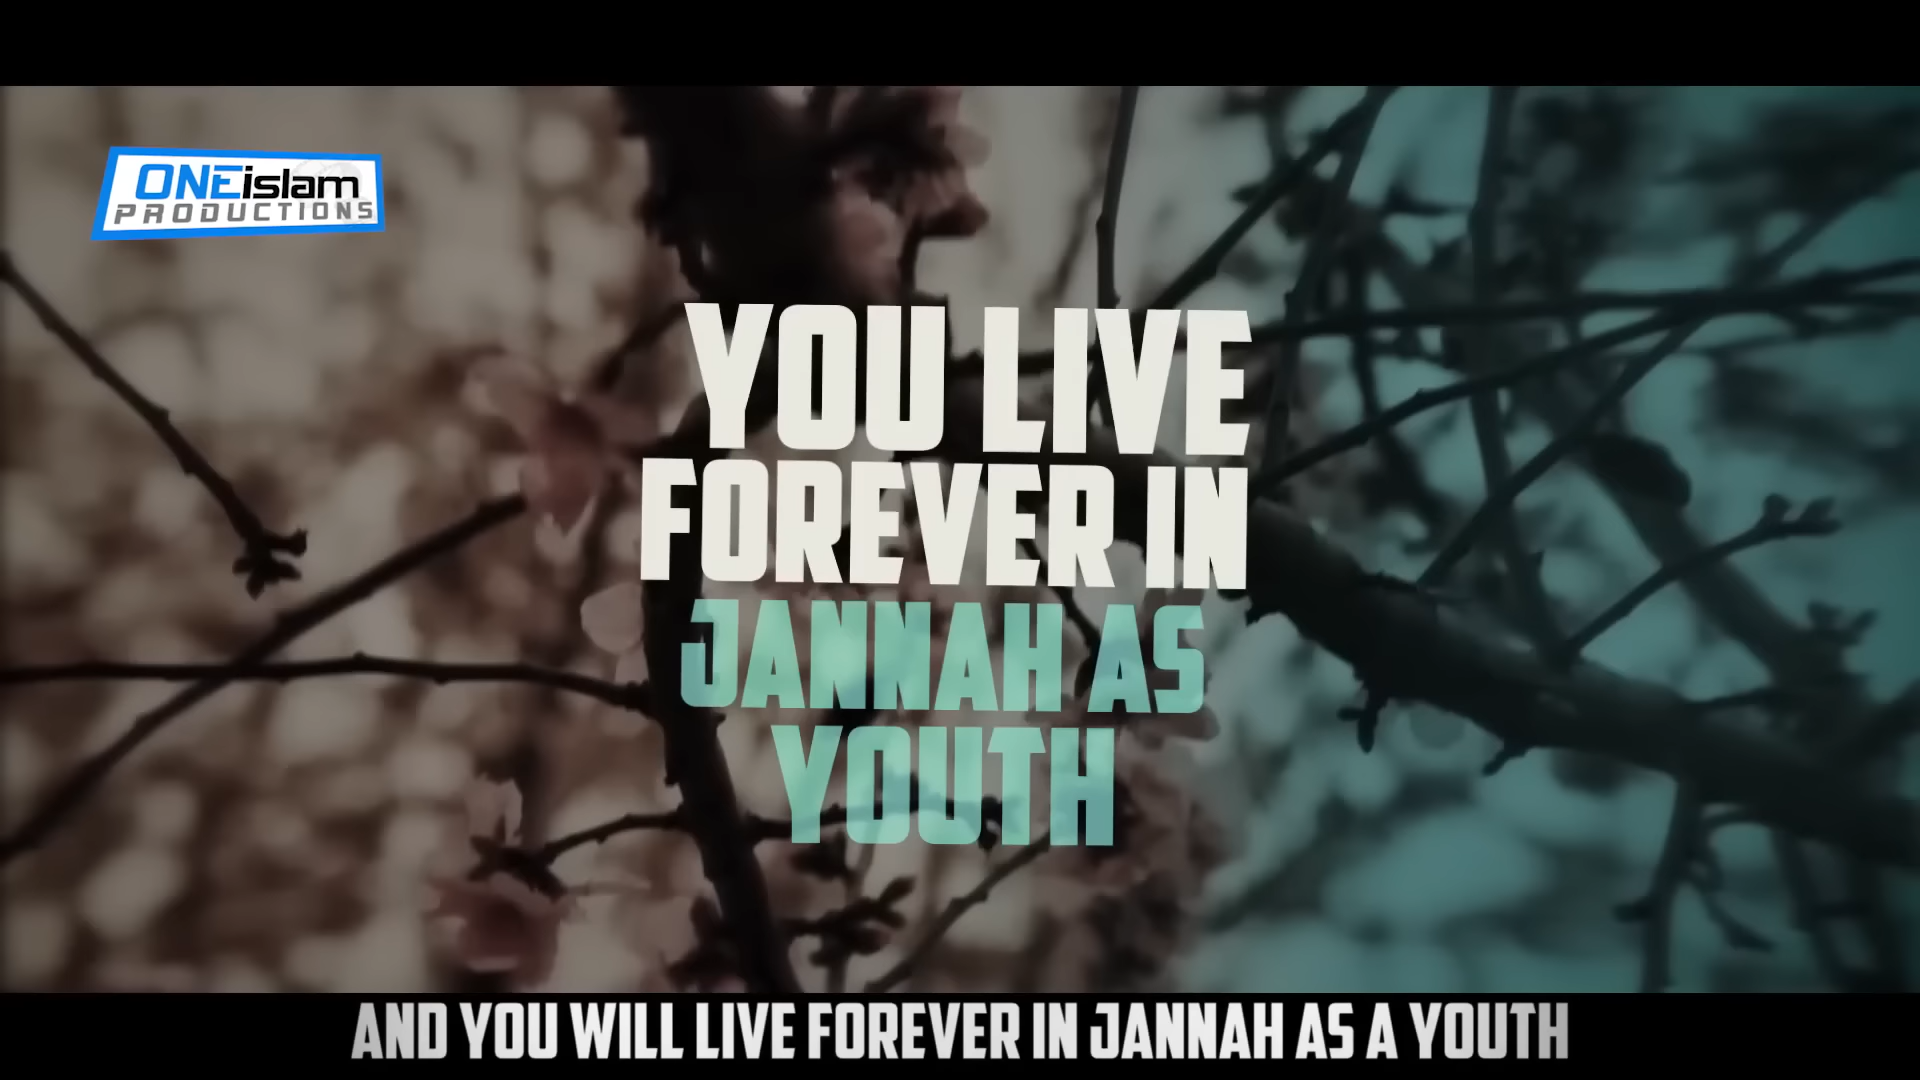 ONEislam
PRODUCTIONS
YOU LIVE
FOREVER IN
JANNAH AS
YOUTH
AND YOU WILL LIVE FOREVER IN JANNAH AS A YOUTH